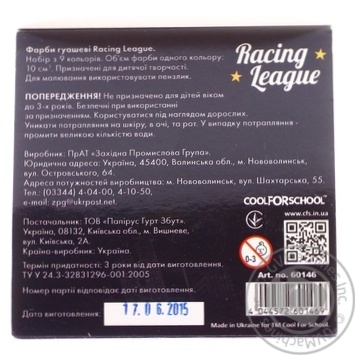 Фарби гуашеві Racing League.
Набір з 9 кольорів. Об'єм фарби одного кольору:
10 см³. Призначені для дитячої творчості.
Для малювання використовувати пензлик.
Racing
League
ПОПЕРЕДЖЕННЯ! Не призначено для дітей віком
до 3-х років. Безпечні при використанні
за призначенням. Користуватися під наглядом дорослих.
Уникати потрапляння на шкіру, в очі, та рот. У випадку потрапляння -
промити великою кількістю води.
Виробник: ПрАТ «Західна Промислова Група».
Юридична адреса: Україна, 45400, Волинська обл., м. Нововолинськ,
вул. Островського, 64.
Адреса потужностей виробництва: м. Нововолинськ, вул. Шахтарська, 55.
Тел.: (03344) 4-04-40, 4-10-50,
e-mail: zpg@ukrpost.net.
Постачальник: ТОВ «Папірус Гурт Збут».
Україна, 08132, Київська обл., м. Вишневе,
вул. Київська, 2А.
Країна-виробник: Україна.
Термін придатності: 3 роки від дати виготовлення.
ТУ У 24.3-32831296-001:2005
Номер партії відповідає даті виготовлення.
Дата виготовлення:
17.06.2015
COOLFORSCHOOL
www.cfs.in.ua
0-3
Art. no. 60146
Made in Ukraine for TM Cool For School.